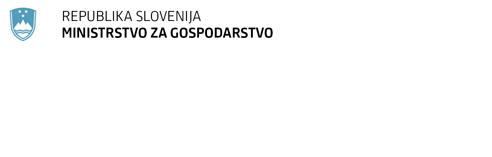 REPUBLIKA SLOVENIJA
MINISTRSTVO ZA GOSPODARSTVO